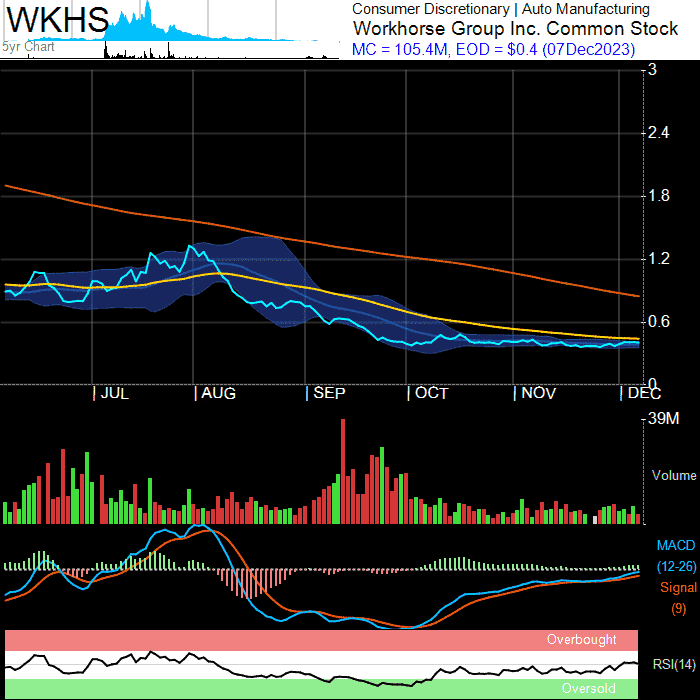 WKHS
5yr Chart
Consumer Discretionary | Auto Manufacturing
Workhorse Group Inc. Common Stock
MC = 105.4M, EOD = $0.4 (07Dec2023)
3
2.4
1.8
1.2
0.6
0
| JUL | AUG | SEP | OCT | NOV | DEC
39M
Volume
MACD
(12-26)
Signal
(9)
Overbought
RSI(14)
Oversold